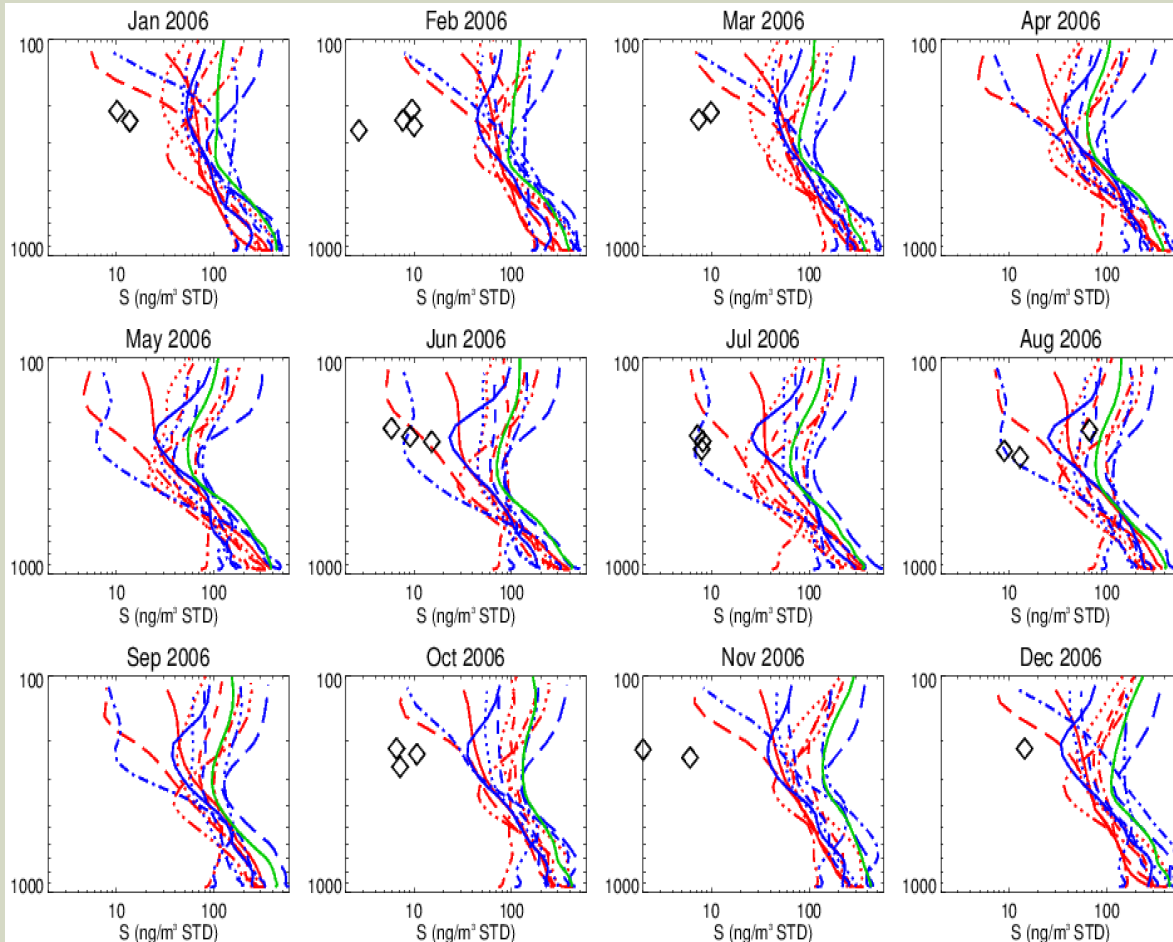 Jan 2006 Feb 2006 Mar 2006 Apr 2006
100 100 100 100
1000 1000 1000 1000
10 100 10 100 10 100 10 100
S (ng/m³ STD) S (ng/m³ STD) S (ng/m³ STD) S (ng/m³ STD)
May 2006 Jun 2006 Jul 2006 Aug 2006
100 100 100 100
1000 1000 1000 1000
10 100 10 100 10 100 10 100
S (ng/m³ STD) S (ng/m³ STD) S (ng/m³ STD) S (ng/m³ STD)
Sep 2006 Oct 2006 Nov 2006 Dec 2006
100 100 100 100
1000 1000 1000 1000
10 100 10 100 10 100 10 100
S (ng/m³ STD) S (ng/m³ STD) S (ng/m³ STD) S (ng/m³ STD)